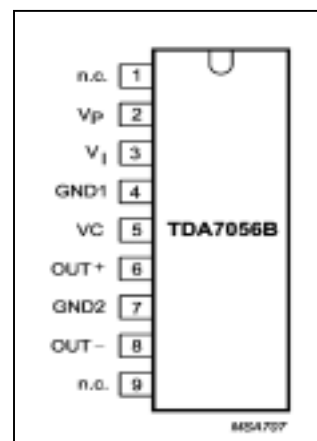 n.c. 1
VP 2
VI 3
GND1 4
VC 5
TDA7056B
OUT+ 6
GND2 7
OUT− 8
n.c. 9
MSA707